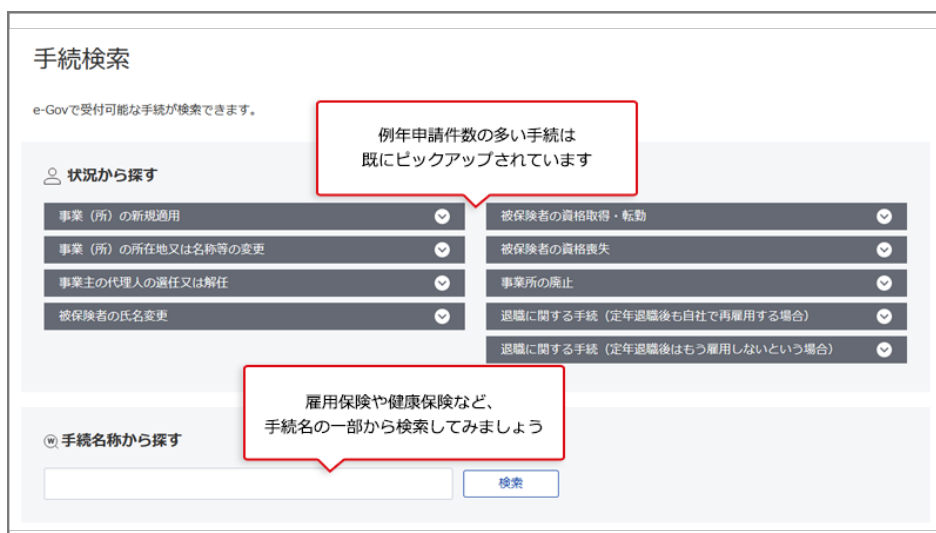 手続検索
e-Govで受付可能な手続が検索できます。
例年申請件数の多い手続は
既にピックアップされています
状況から探す
事業（所）の新規適用
事業（所）の所在地又は名称等の変更
事業主の代理人の選任又は解任
被保険者の氏名変更
被保険者の資格取得・転勤
被保険者の資格喪失
事業所の廃止
退職に関する手続（定年退職後も自社で再雇用する場合）
退職に関する手続（定年退職後はもう雇用しないという場合）
雇用保険や健康保険など、
手続名の一部から検索してみましょう
手続名称から探す
検索